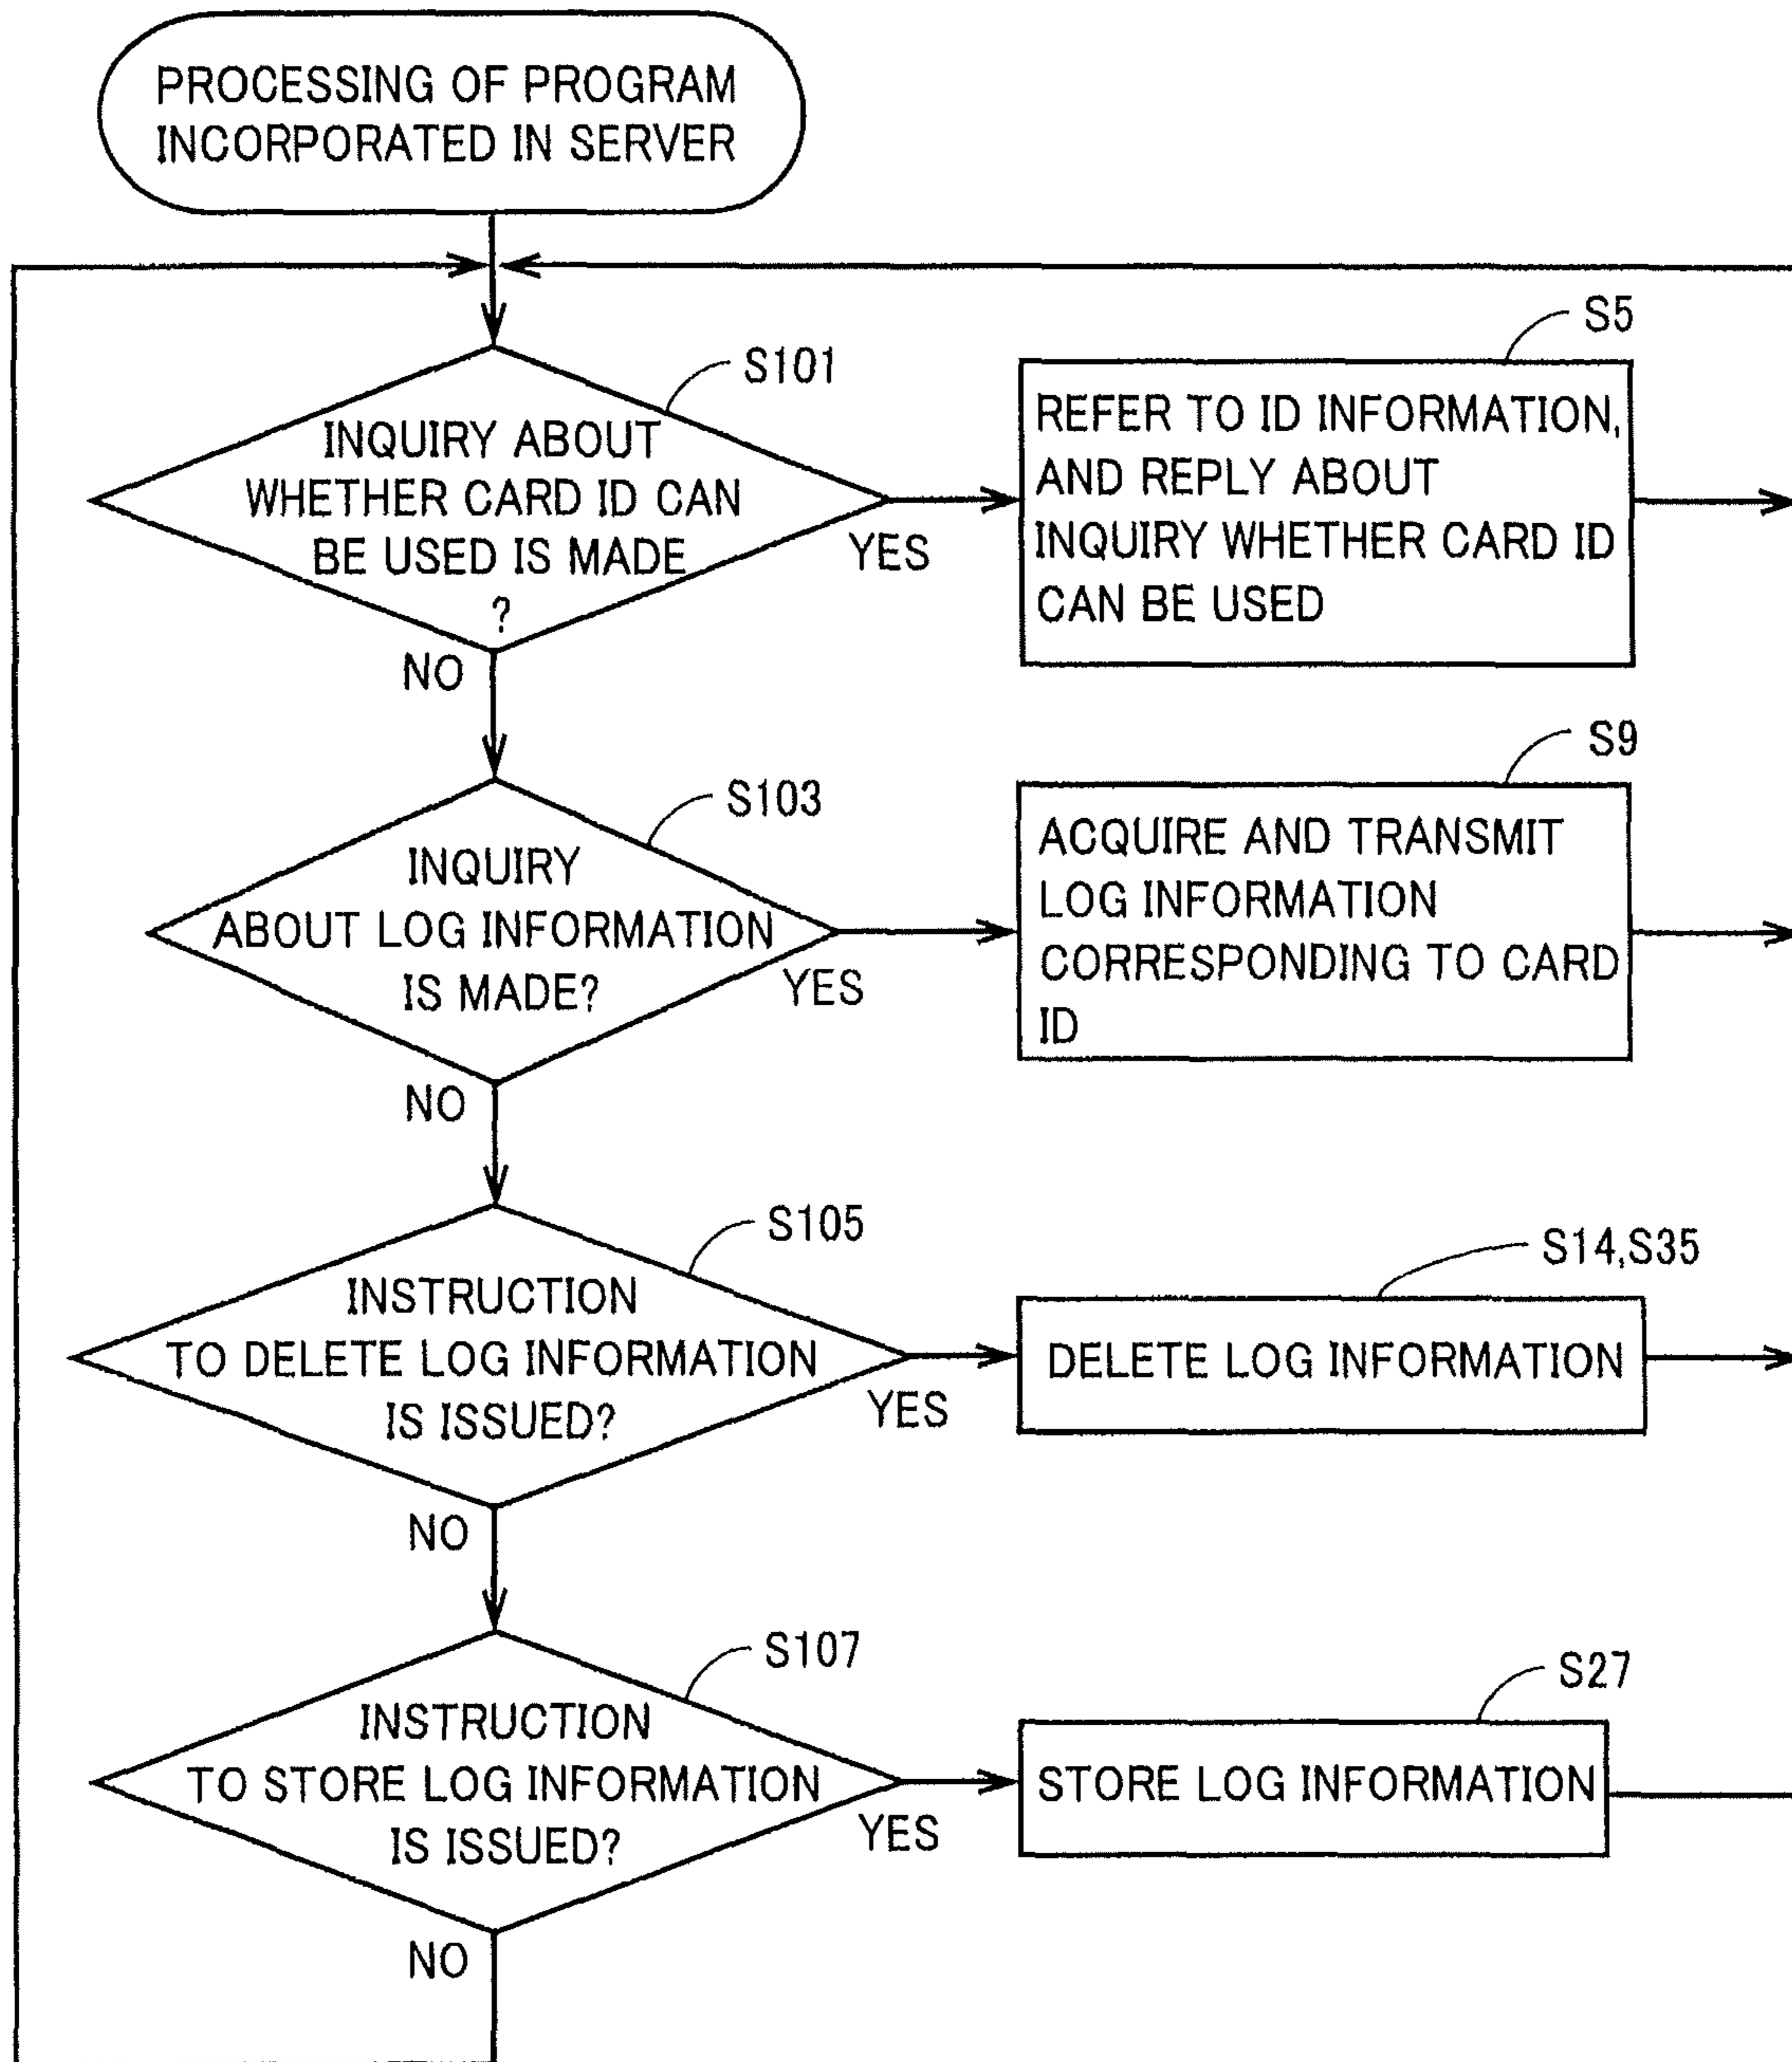 PROCESSING OF PROGRAM
INCORPORATED IN SERVER
S101
INQUIRY ABOUT
WHETHER CARD ID CAN
BE USED IS MADE
?
YES
NO
S5
REFER TO ID INFORMATION,
AND REPLY ABOUT
INQUIRY WHETHER CARD ID
CAN BE USED
S103
INQUIRY
ABOUT LOG INFORMATION
IS MADE?
YES
NO
S9
ACQUIRE AND TRANSMIT
LOG INFORMATION
CORRESPONDING TO CARD
ID
S105
INSTRUCTION
TO DELETE LOG INFORMATION
IS ISSUED?
YES
NO
S14,S35
DELETE LOG INFORMATION
S107
INSTRUCTION
TO STORE LOG INFORMATION
IS ISSUED?
YES
NO
S27
STORE LOG INFORMATION